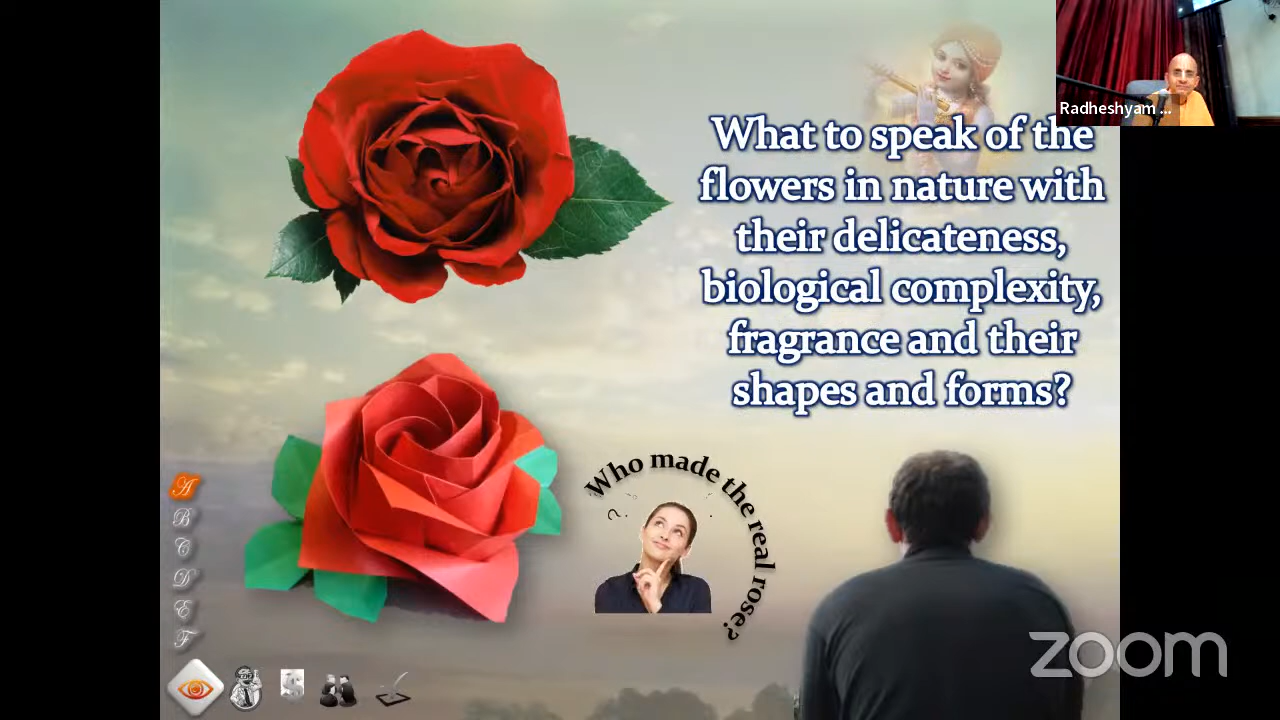 Radheshyam ...
What to speak of the
flowers in nature with
their delicateness,
biological complexity,
fragrance and their
shapes and forms?
Who made the real rose?
A
B
C
D
E
F
zoom